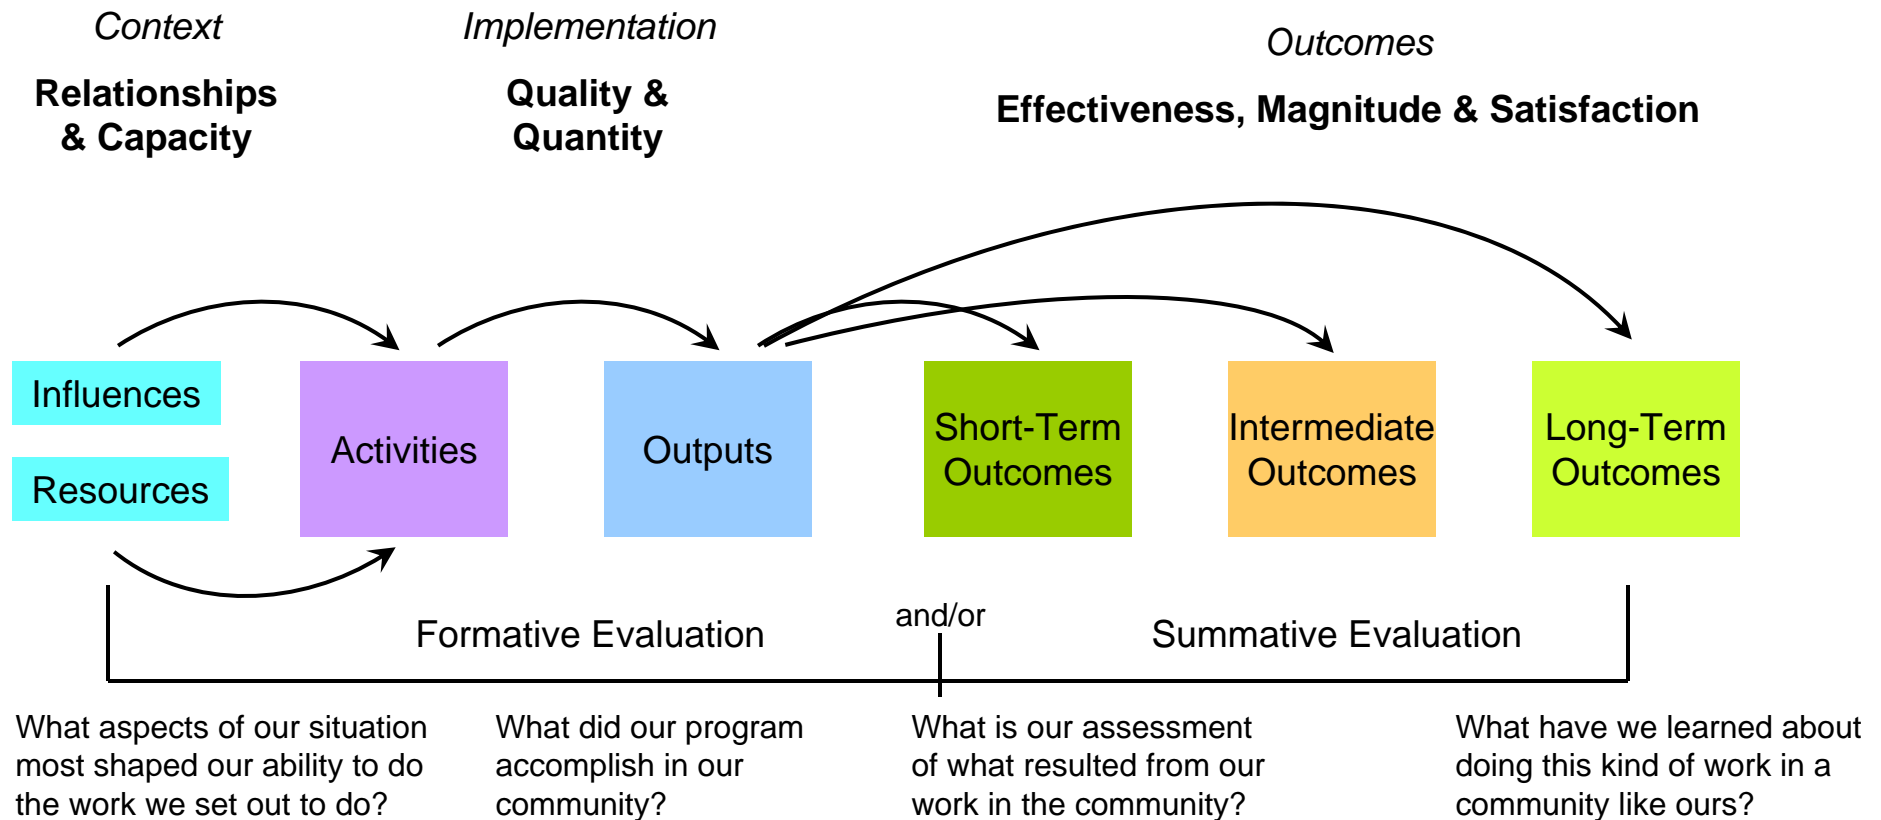 Context
Implementation
Outcomes
Relationships
& Capacity
Quality &
Quantity
Effectiveness, Magnitude & Satisfaction
Influences
Resources
Activities
Outputs
Short-Term
Outcomes
Intermediate
Outcomes
Long-Term
Outcomes
Formative Evaluation
and/or
Summative Evaluation
What aspects of our situation
most shaped our ability to do
the work we set out to do?
What did our program
accomplish in our
community?
What is our assessment
of what resulted from our
work in the community?
What have we learned about
doing this kind of work in a
community like ours?